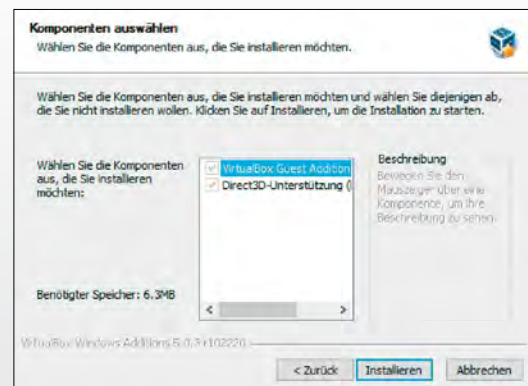 Komponenten auswählen
Wählen Sie die Komponenten aus, die Sie installieren möchten.
Wählen Sie die Komponenten aus, die Sie installieren möchten und wählen Sie diejenigen ab,
die Sie nicht installieren wollen. Klicken Sie auf Installieren, um die Installation zu starten.
Wählen Sie die Komponenten
aus, die Sie installieren
möchten:
VirtualBox Guest Addition
Direct3D-Unterstützung (
Beschreibung
Bewegen Sie den
Mauszeiger über eine
Komponente, um ihre
Beschreibung zu sehen.
Benötigter Speicher: 6.3MB
VirtualBox Windows Additions 5.0.3 r102220
< Zurück
Installieren
Abbrechen